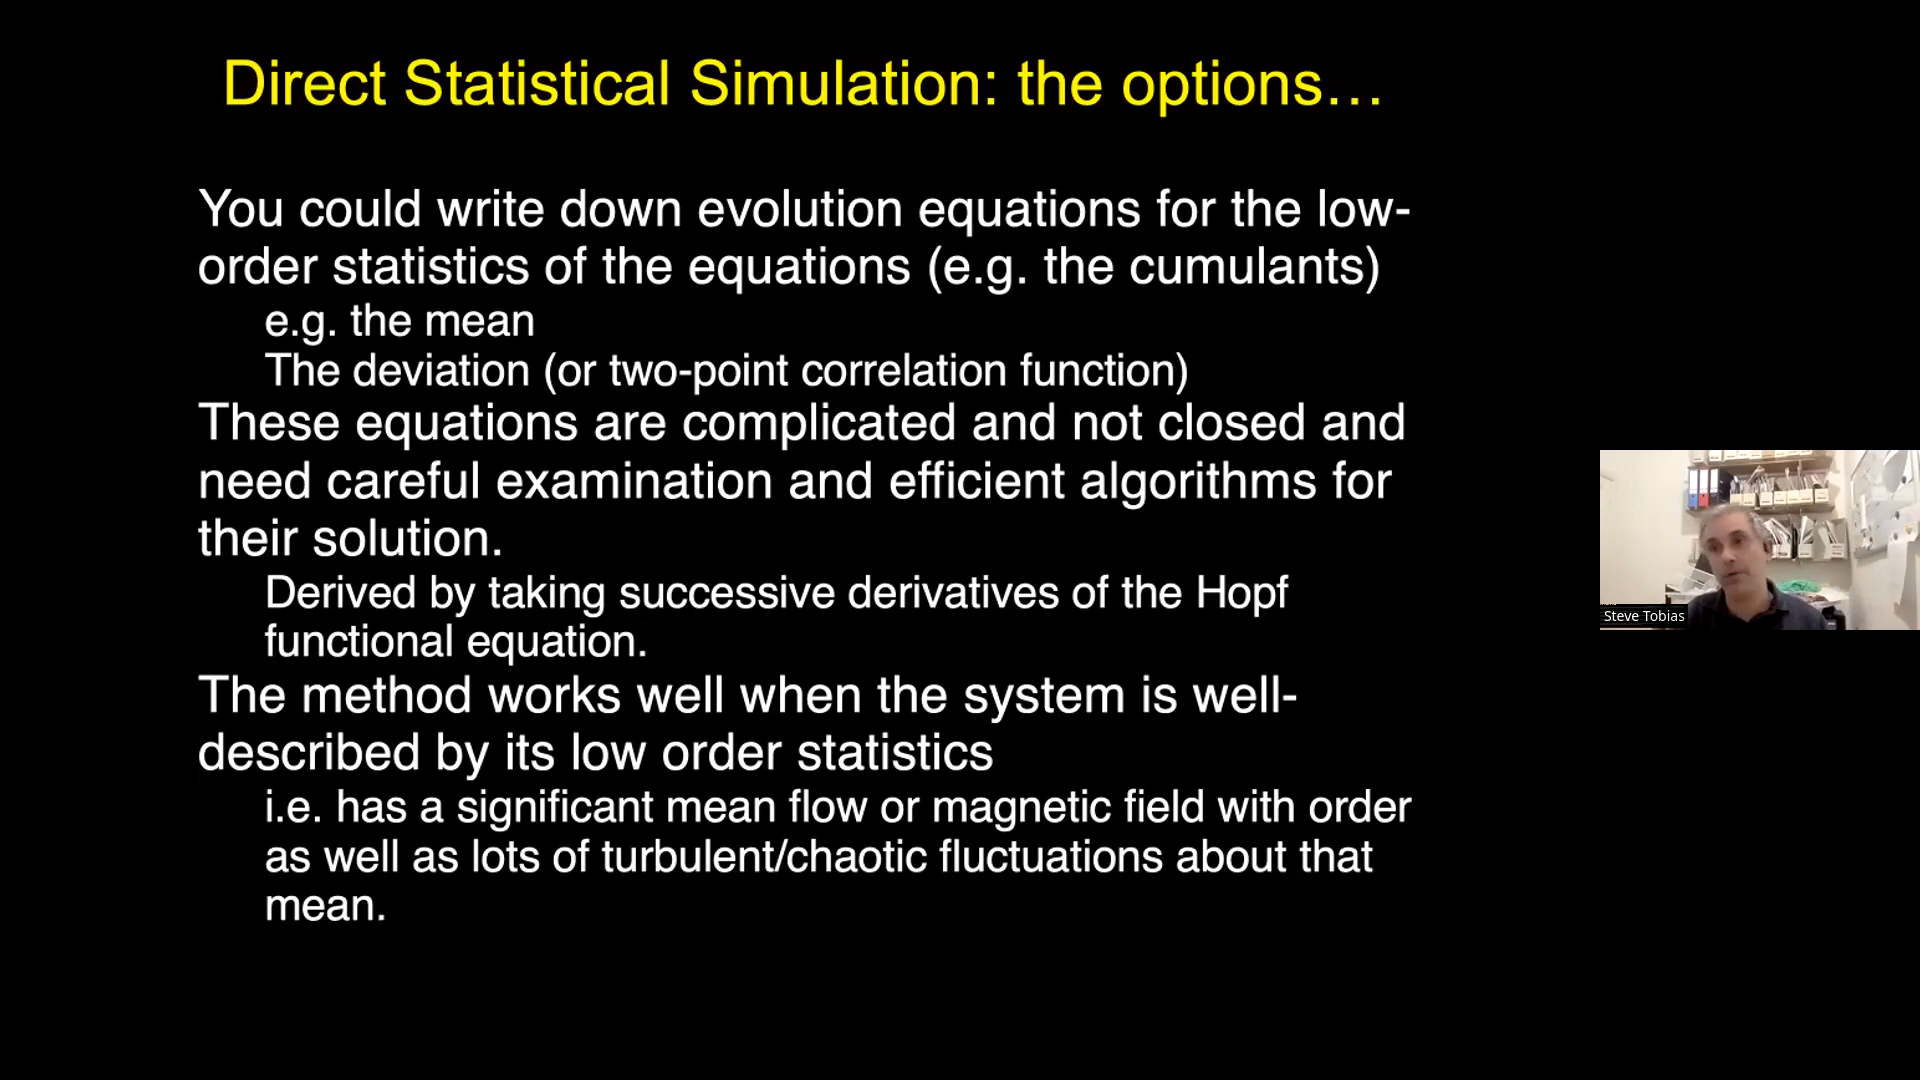 Direct Statistical Simulation: the options…
You could write down evolution equations for the low-
order statistics of the equations (e.g. the cumulants)
e.g. the mean
The deviation (or two-point correlation function)
These equations are complicated and not closed and
need careful examination and efficient algorithms for
their solution.
Derived by taking successive derivatives of the Hopf
functional equation.
The method works well when the system is well-
described by its low order statistics
i.e. has a significant mean flow or magnetic field with order
as well as lots of turbulent/chaotic fluctuations about that
mean.
Steve Tobias